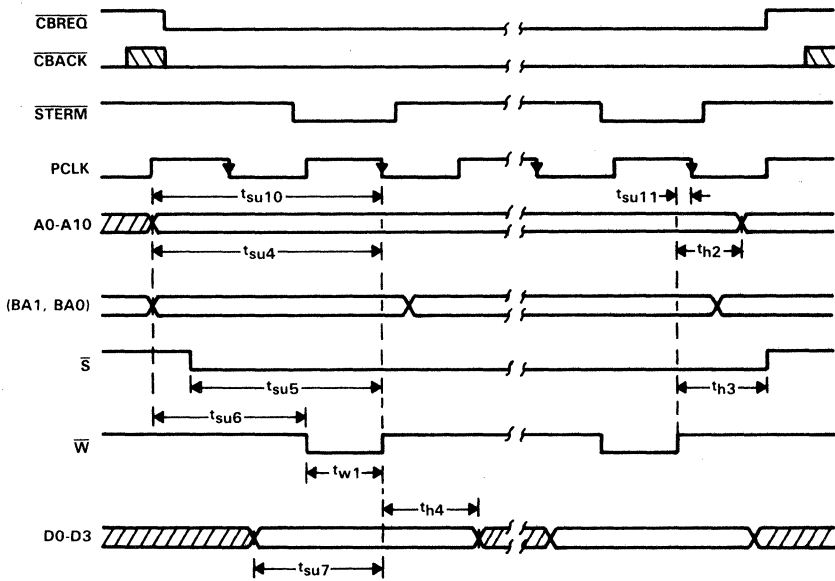 CBREQ
CBACK
STERM
PCLK
tsu10
tsu11
A0-A10
tsu4
th2
(BA1, BA0)
S
tsu5
th3
tsu6
W
tw1
th4
D0-D3
tsu7